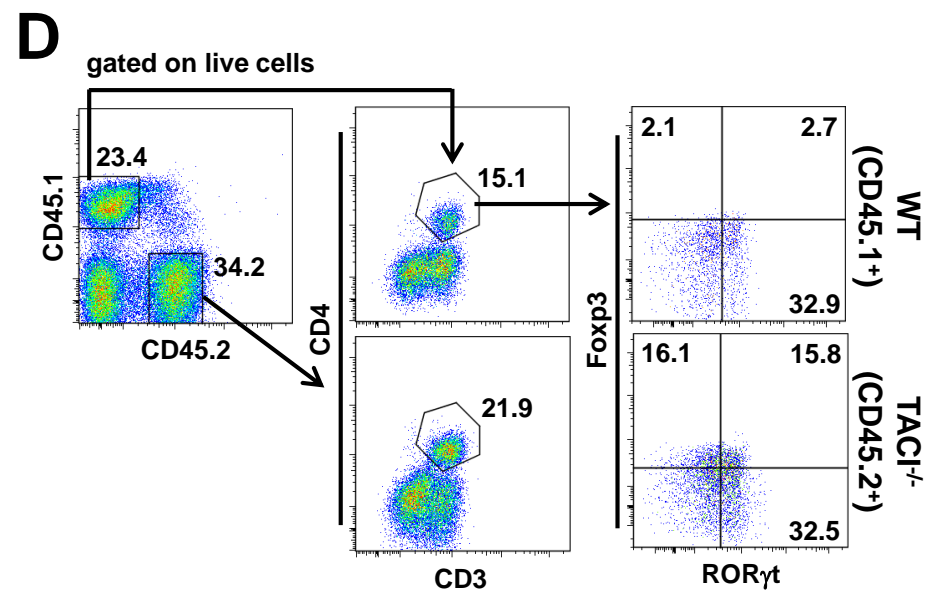 D
gated on live cells
23.4
34.2
CD45.1
CD45.2
15.1
21.9
CD4
CD3
2.1
2.7
32.9
16.1
15.8
32.5
Foxp3
RORγt
WT
(CD45.1⁺)
TACI⁻/⁻
(CD45.2⁺)